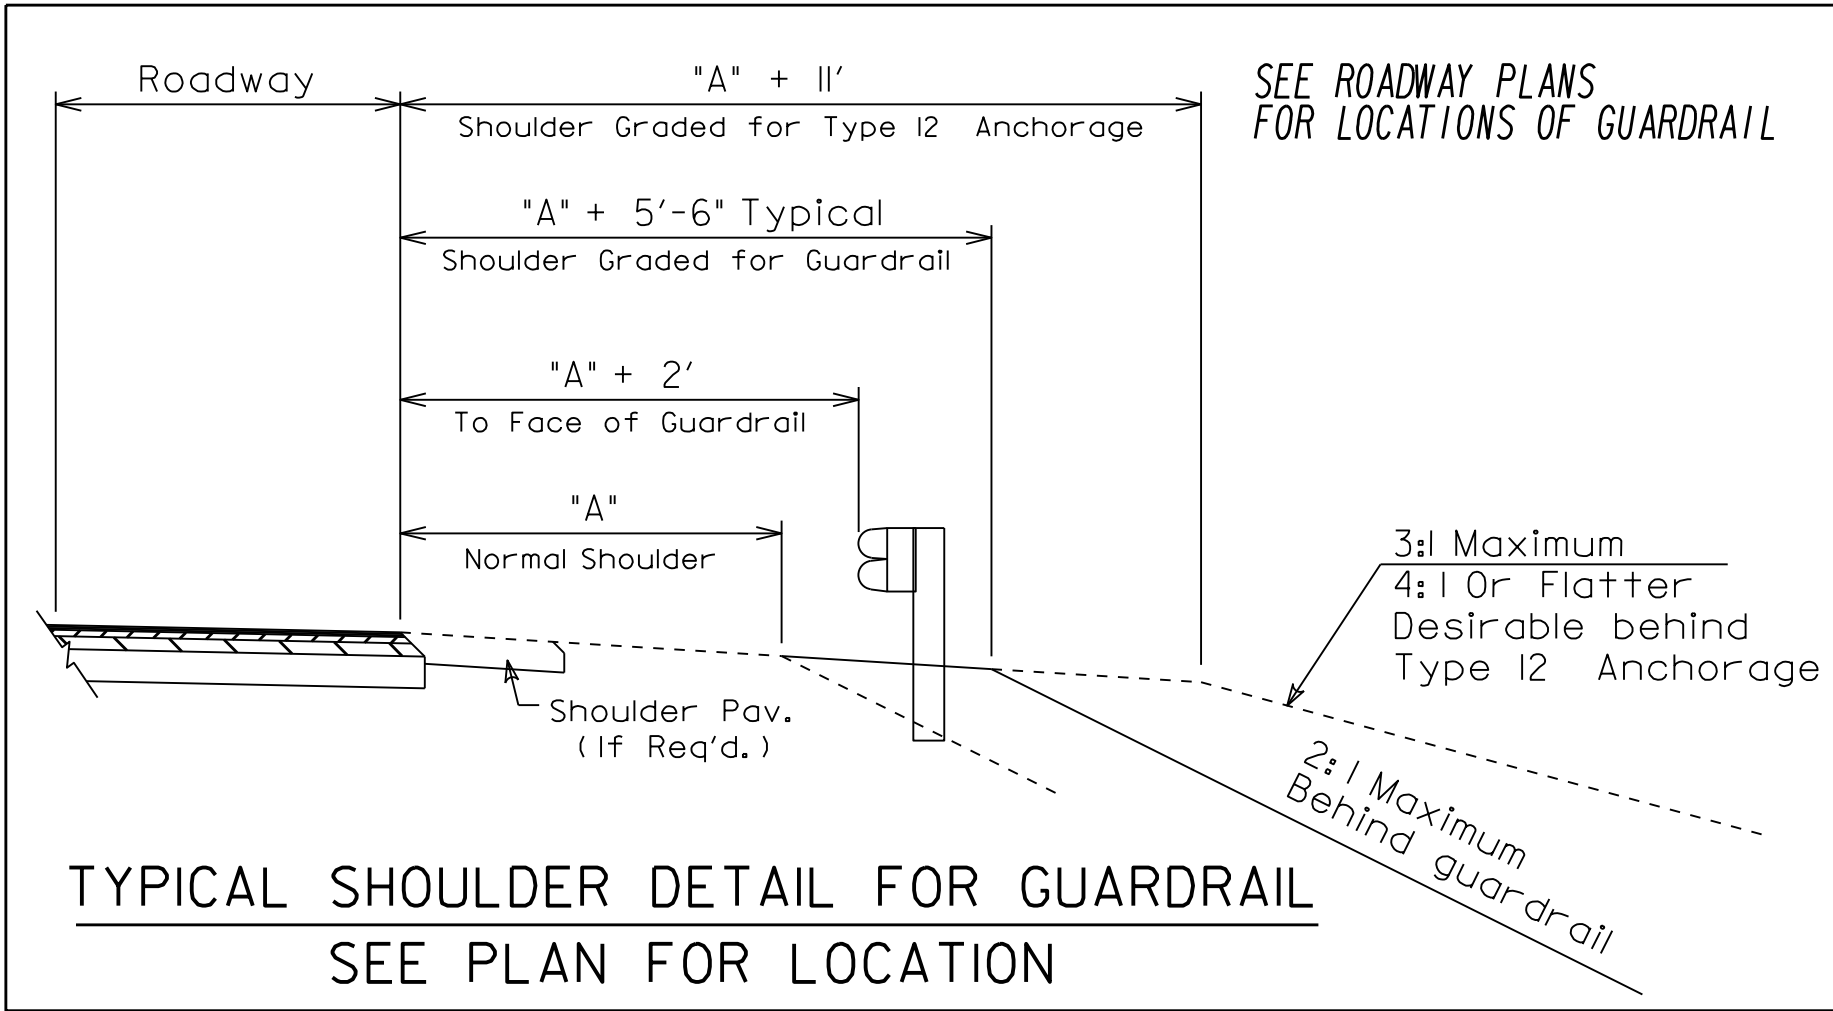 Roadway
"A" + 11'
Shoulder Graded for Type 12 Anchorage
SEE ROADWAY PLANS
FOR LOCATIONS OF GUARDRAIL
"A" + 5'-6" Typical
Shoulder Graded for Guardrail
"A" + 2'
To Face of Guardrail
"A"
Normal Shoulder
3:1 Maximum
4:1 Or Flatter
Desirable behind
Type 12 Anchorage
Shoulder Pav.
(If Req'd.)
2:1 Maximum
Behind guardrail
TYPICAL SHOULDER DETAIL FOR GUARDRAIL
SEE PLAN FOR LOCATION